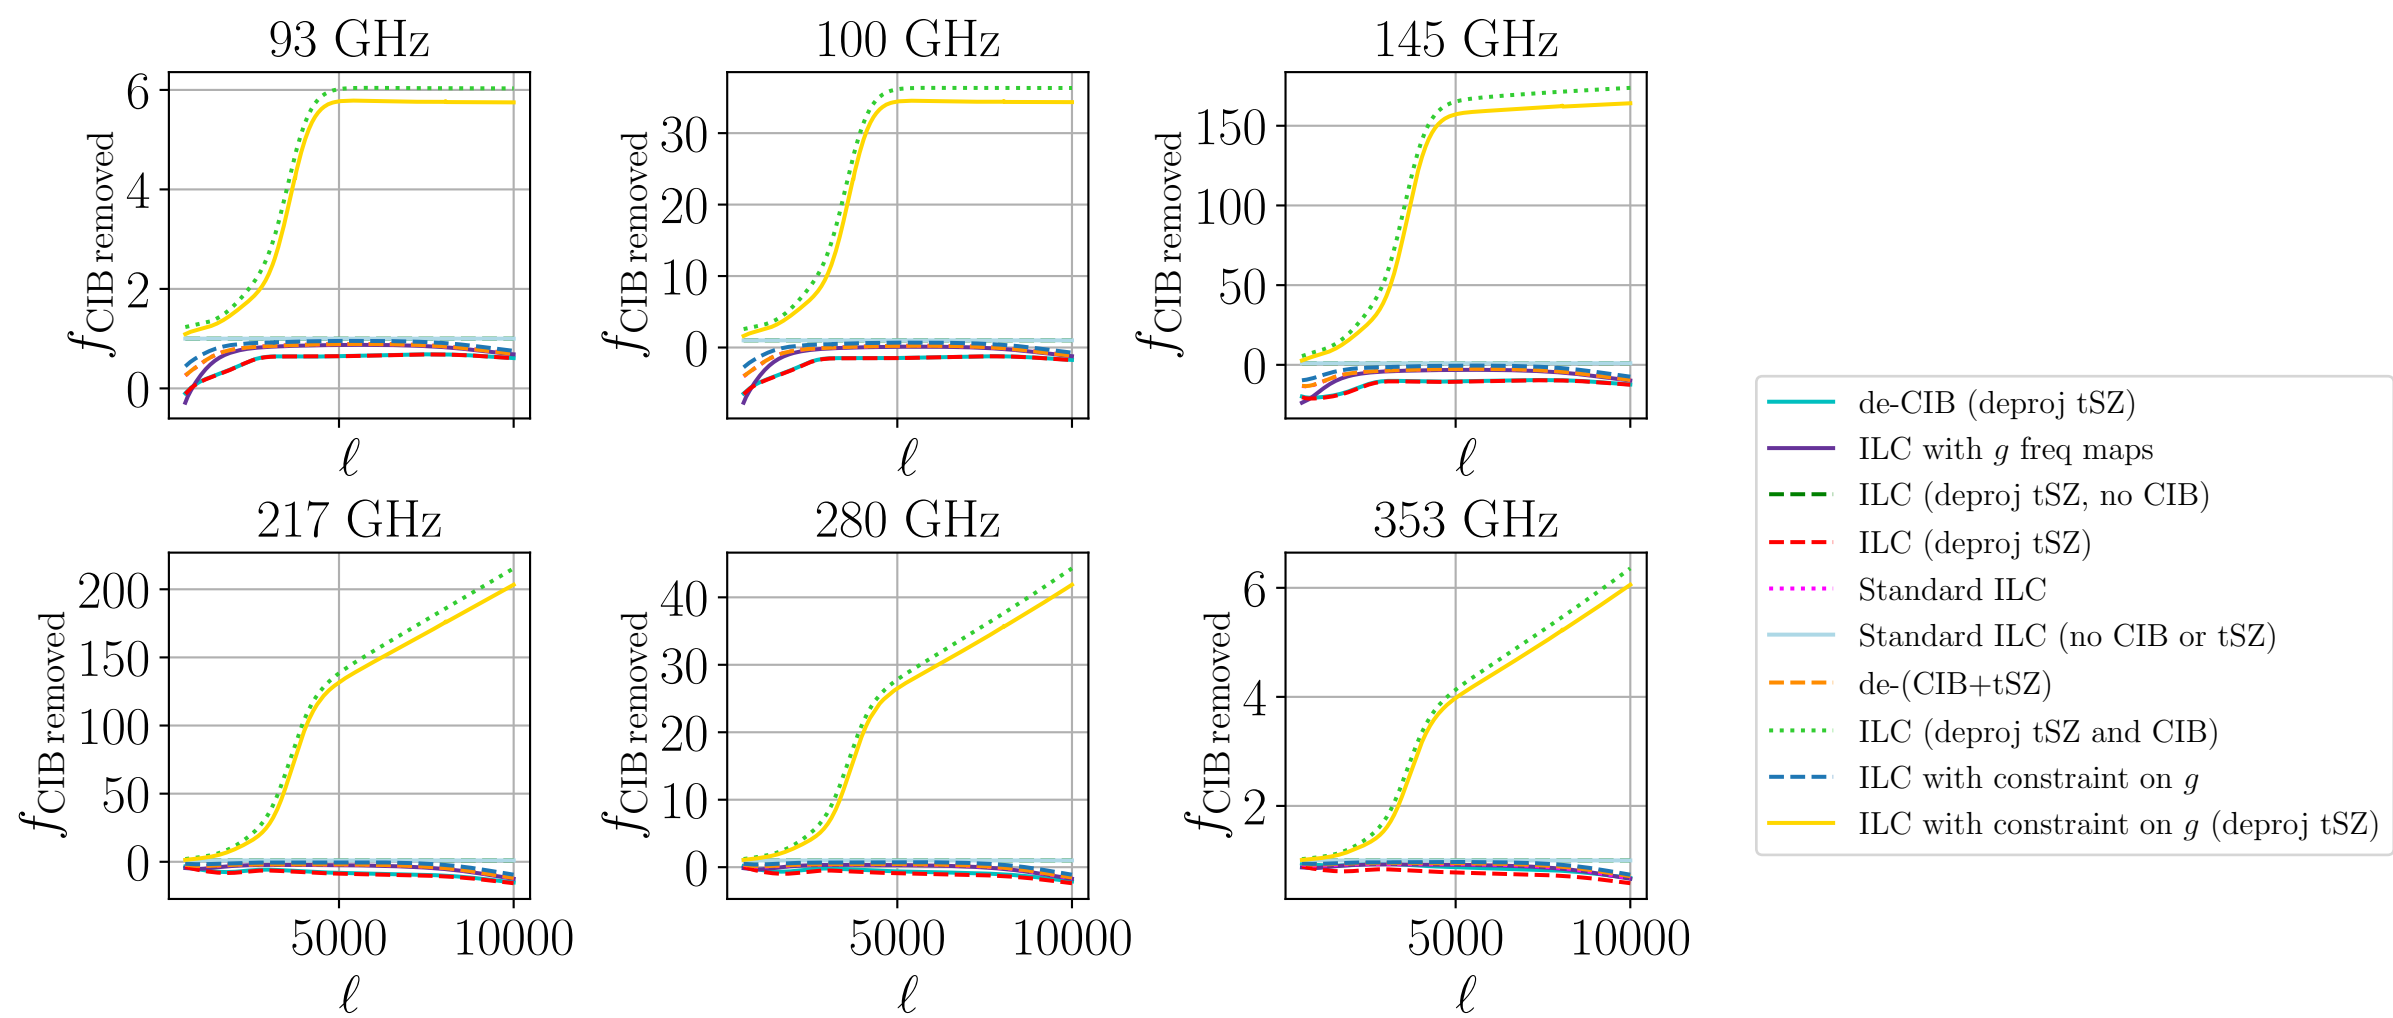 93 GHz
100 GHz
145 GHz
f_CIB removed
6
4
2
0
ℓ
f_CIB removed
30
20
10
0
ℓ
f_CIB removed
150
100
50
0
ℓ
217 GHz
280 GHz
353 GHz
f_CIB removed
200
150
100
50
0
5000
10000
ℓ
f_CIB removed
40
30
20
10
0
5000
10000
ℓ
f_CIB removed
6
4
2
5000
10000
ℓ
de-CIB (deproj tSZ)
ILC with g freq maps
ILC (deproj tSZ, no CIB)
ILC (deproj tSZ)
Standard ILC
Standard ILC (no CIB or tSZ)
de-(CIB+tSZ)
ILC (deproj tSZ and CIB)
ILC with constraint on g
ILC with constraint on g (deproj tSZ)